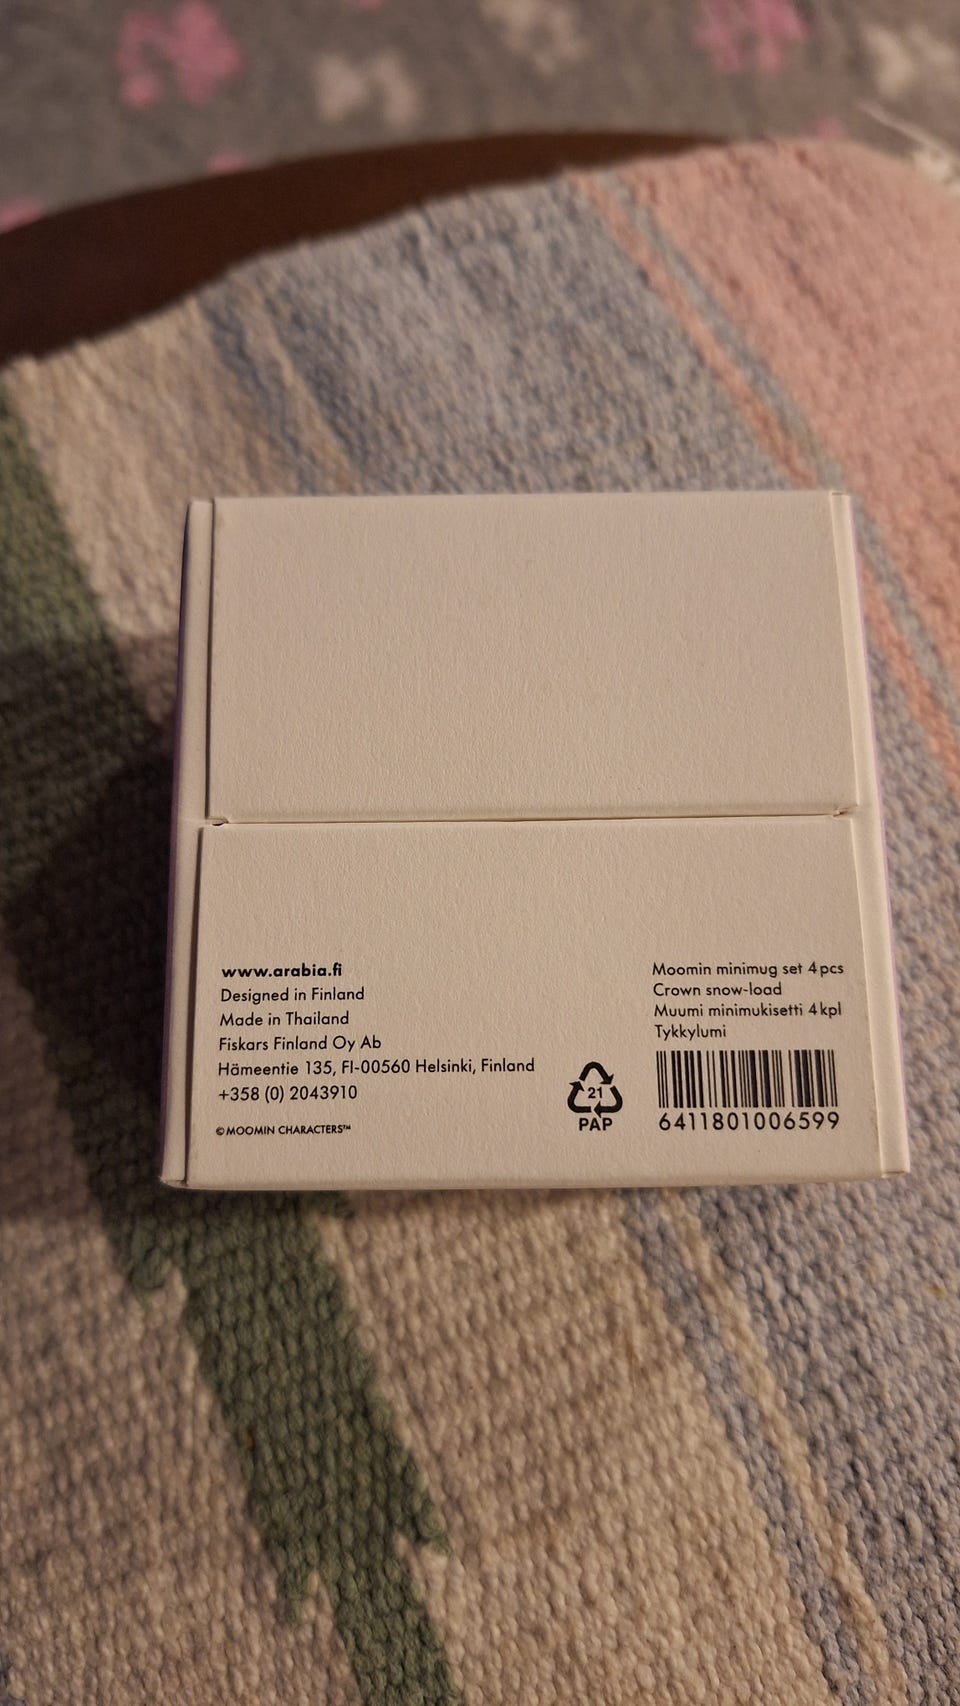 www.arabia.fi
Designed in Finland
Made in Thailand
Fiskars Finland Oy Ab
Hämeentie 135, FI-00560 Helsinki, Finland
+358 (0) 2043910
©MOOMIN CHARACTERS™
21
PAP
Moomin minimug set 4 pcs
Crown snow-load
Muumi minimukisetti 4 kpl
Tykkylumi
6411801006599